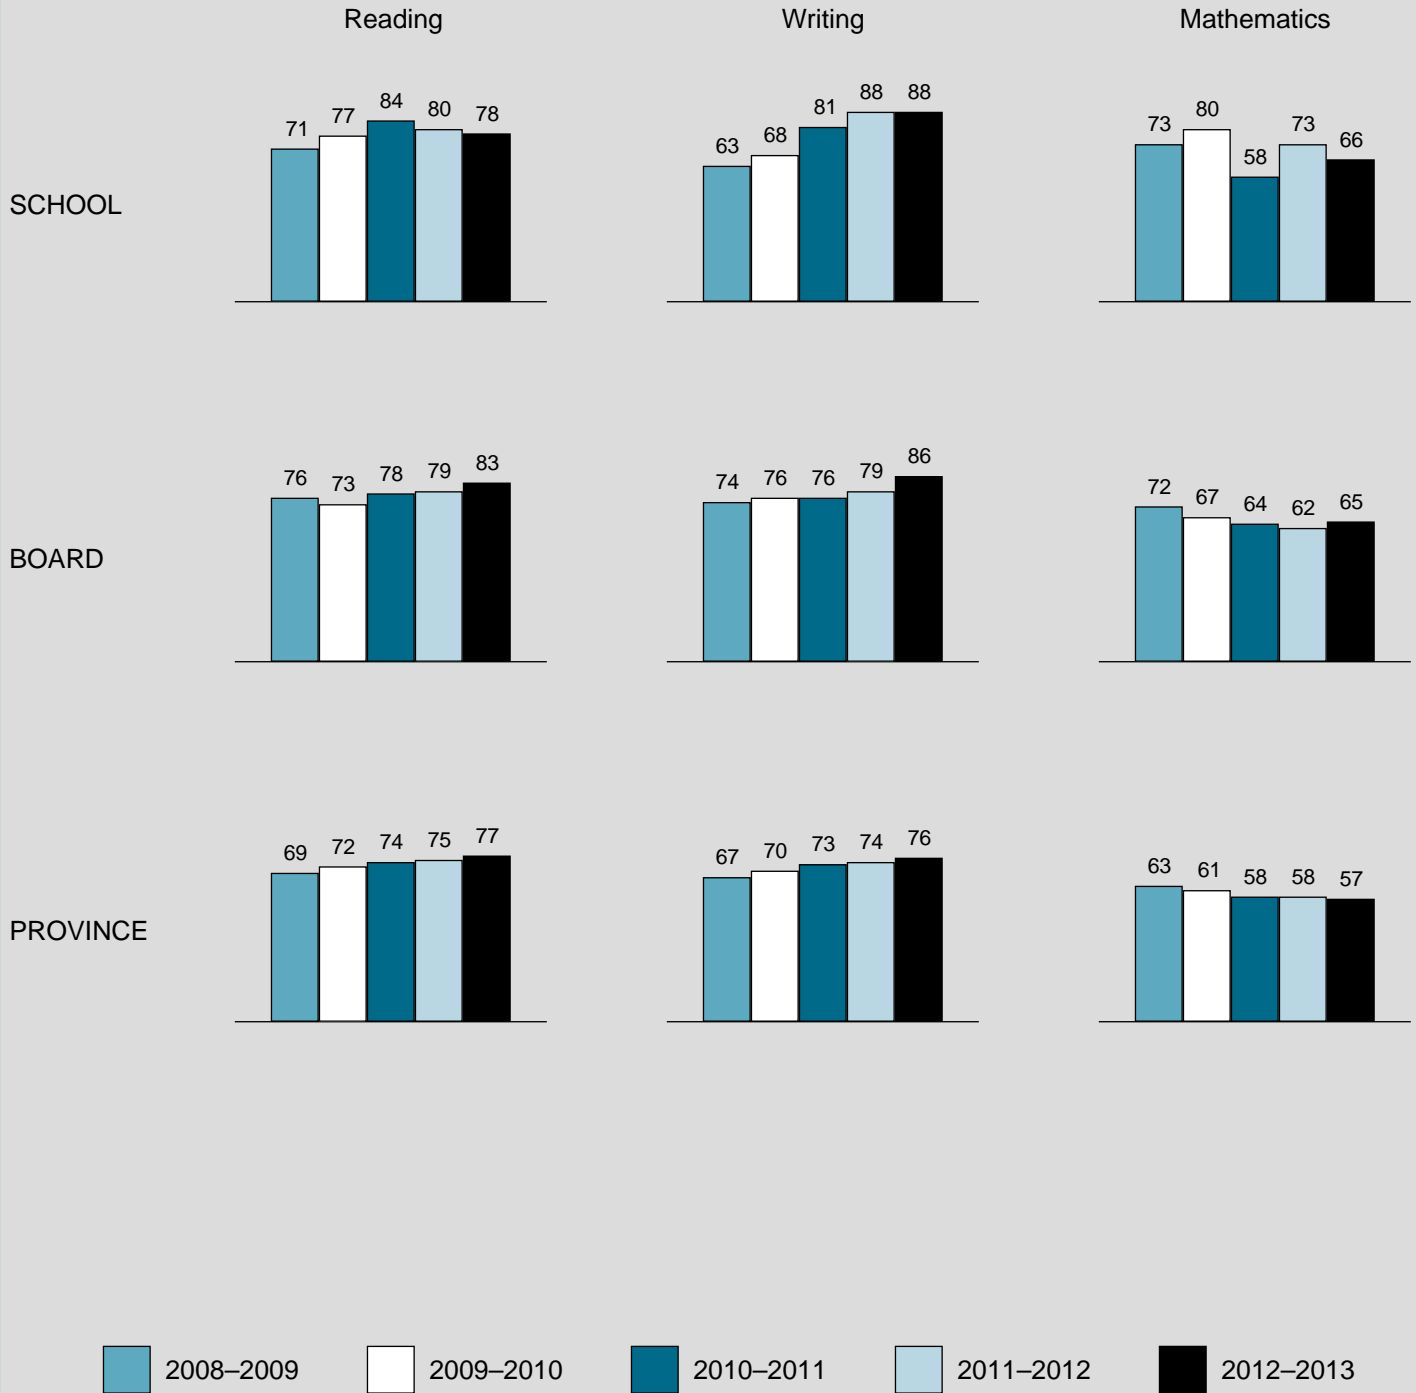 Reading Writing Mathematics
71 77 84 80 78
63 68 81 88 88
73 80 58 73 66
SCHOOL
76 73 78 79 83
74 76 76 79 86
72 67 64 62 65
BOARD
69 72 74 75 77
67 70 73 74 76
63 61 58 58 57
PROVINCE
2008–2009 2009–2010 2010–2011 2011–2012 2012–2013